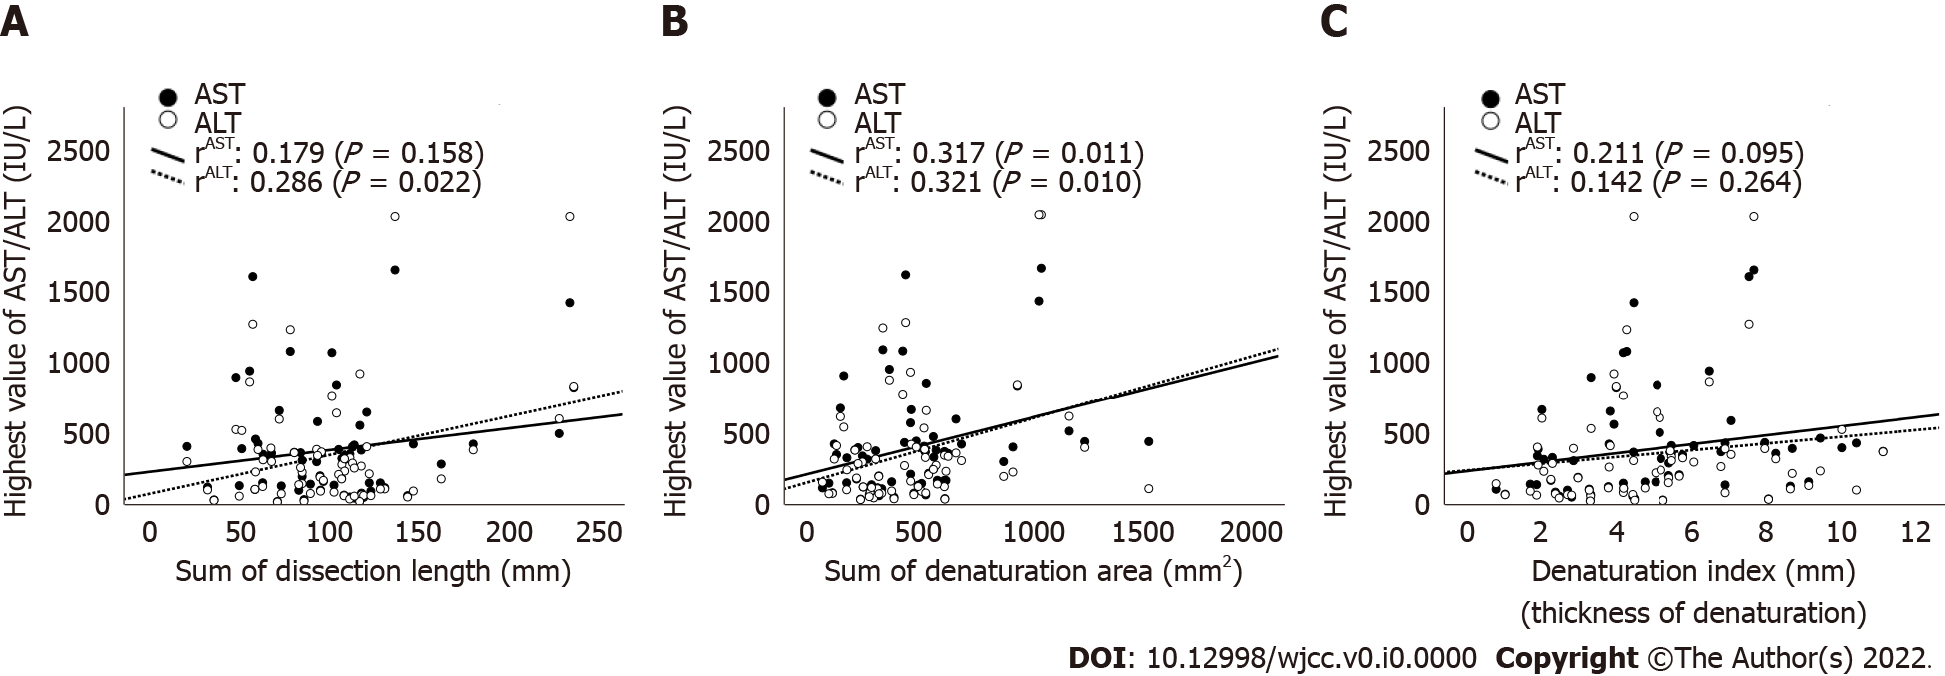 A
AST
ALT
r^AST: 0.179 (P = 0.158)
r^ALT: 0.286 (P = 0.022)
Highest value of AST/ALT (IU/L)
2500
2000
1500
1000
500
0
0 50 100 150 200 250
Sum of dissection length (mm)
B
AST
ALT
r^AST: 0.317 (P = 0.011)
r^ALT: 0.321 (P = 0.010)
Highest value of AST/ALT (IU/L)
2500
2000
1500
1000
500
0
0 500 1000 1500 2000
Sum of denaturation area (mm²)
C
AST
ALT
r^AST: 0.211 (P = 0.095)
r^ALT: 0.142 (P = 0.264)
Highest value of AST/ALT (IU/L)
2500
2000
1500
1000
500
0
0 2 4 6 8 10 12
Denaturation index (mm)
(thickness of denaturation)
DOI: 10.12998/wjcc.v0.i0.0000 Copyright ©The Author(s) 2022.